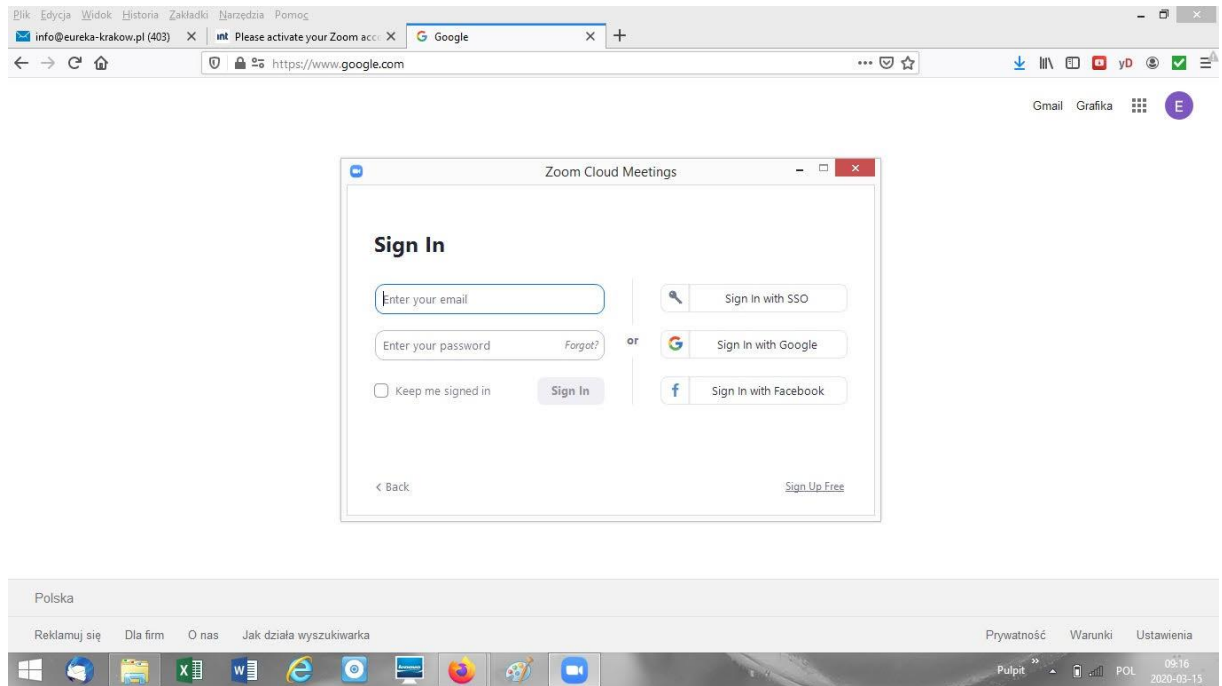 Plik Edycja Widok Historia Zakładki Narzędzia Pomoc
info@eureka-krakow.pl (403) int Please activate your Zoom acc G Google
https://www.google.com
yD
Gmail Grafika E
Zoom Cloud Meetings
Sign In
Enter your email
Sign In with SSO
Enter your password Forgot?
or
G Sign In with Google
Keep me signed in Sign In
f Sign In with Facebook
< Back Sign Up Free
Polska
Reklamuj się Dla firm O nas Jak działa wyszukiwarka Prywatność Warunki Ustawienia
Pulpit POL 09:16
2020-03-15